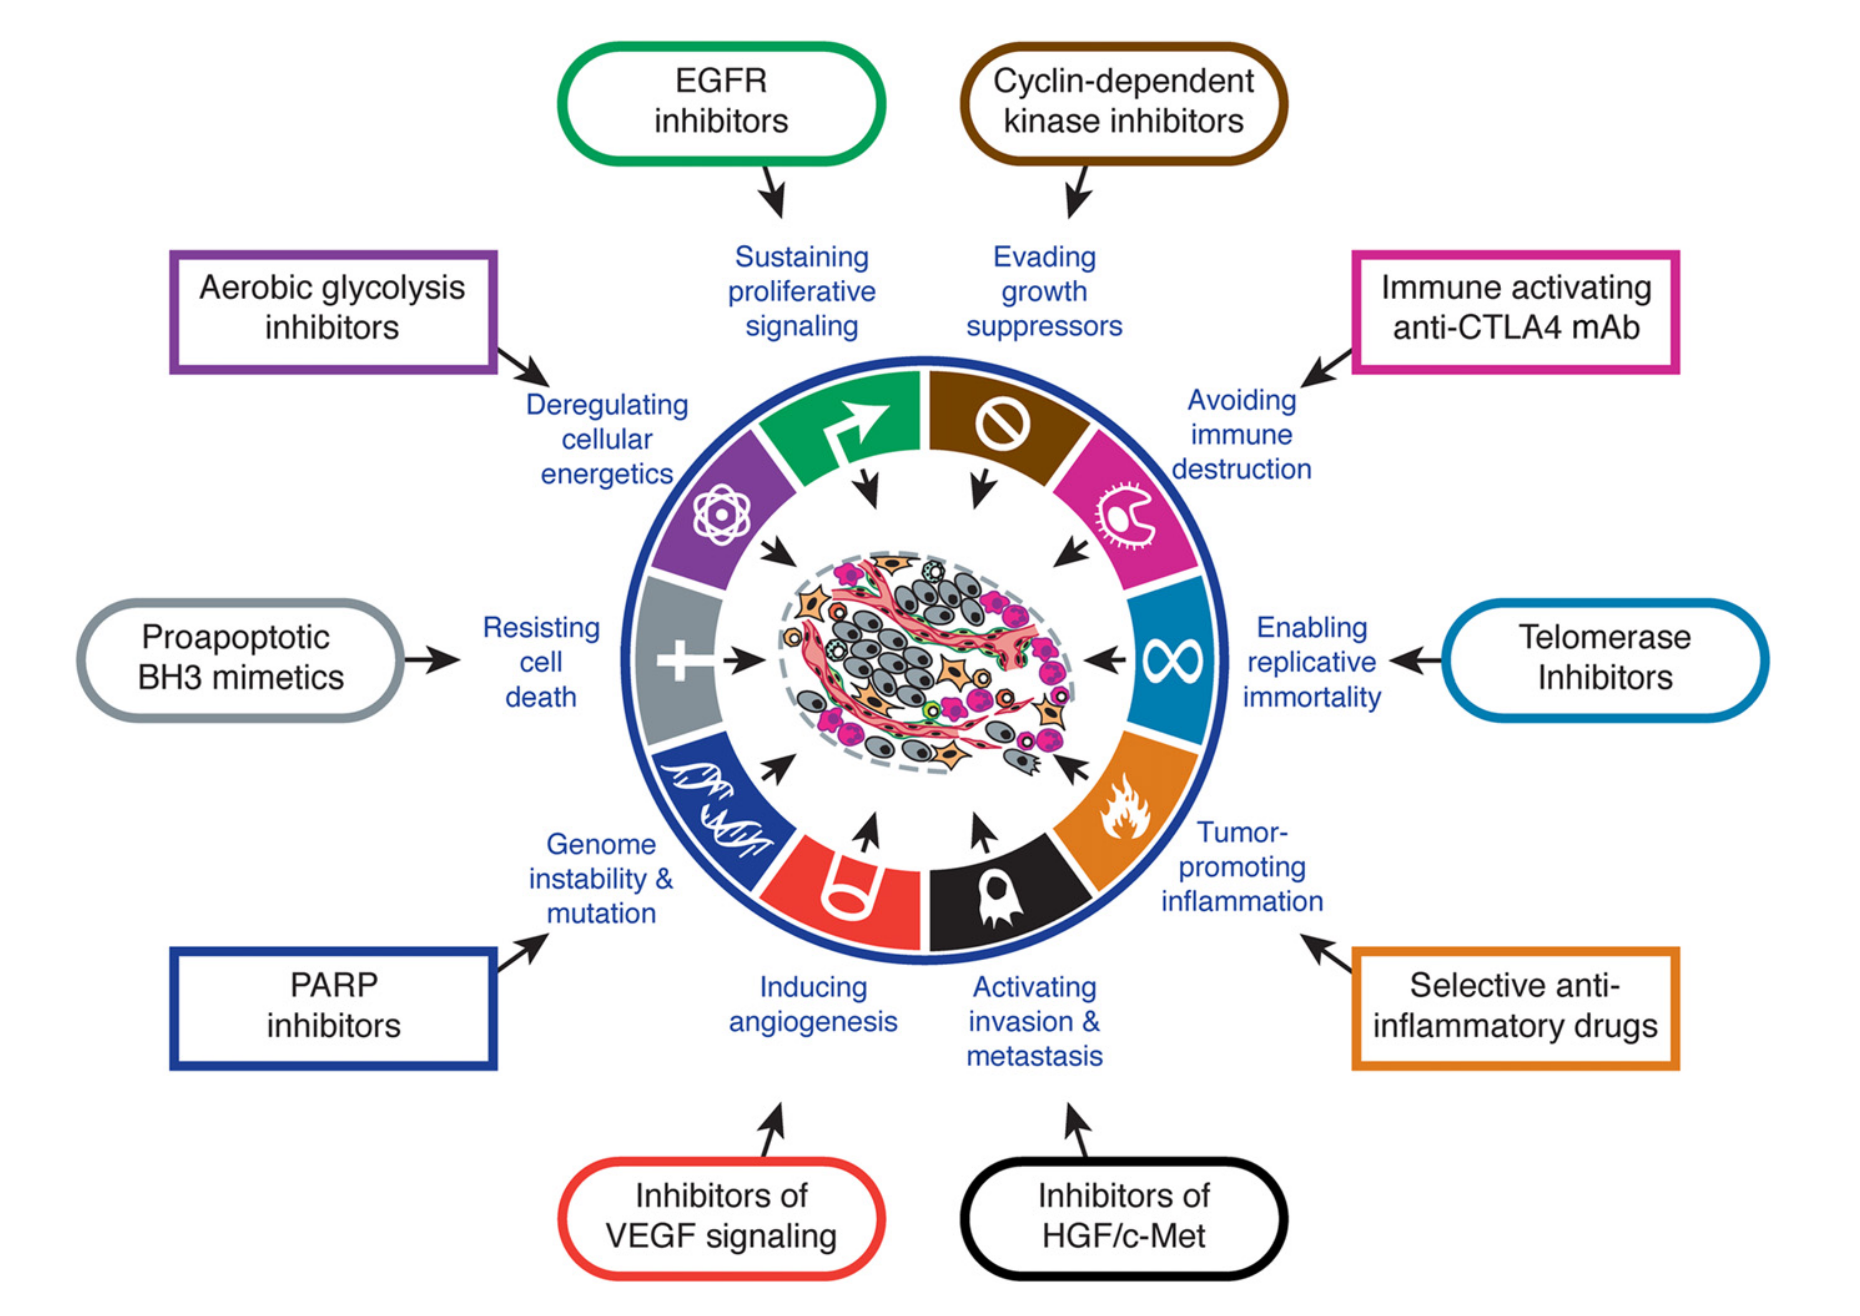 EGFR
inhibitors
Cyclin-dependent
kinase inhibitors
Aerobic glycolysis
inhibitors
Sustaining
proliferative
signaling
Evading
growth
suppressors
Immune activating
anti-CTLA4 mAb
Deregulating
cellular
energetics
Avoiding
immune
destruction
Proapoptotic
BH3 mimetics
Resisting
cell
death
Enabling
replicative
immortality
Telomerase
Inhibitors
Genome
instability &
mutation
Tumor-
promoting
inflammation
PARP
inhibitors
Inducing
angiogenesis
Activating
invasion &
metastasis
Selective anti-
inflammatory drugs
Inhibitors of
VEGF signaling
Inhibitors of
HGF/c-Met